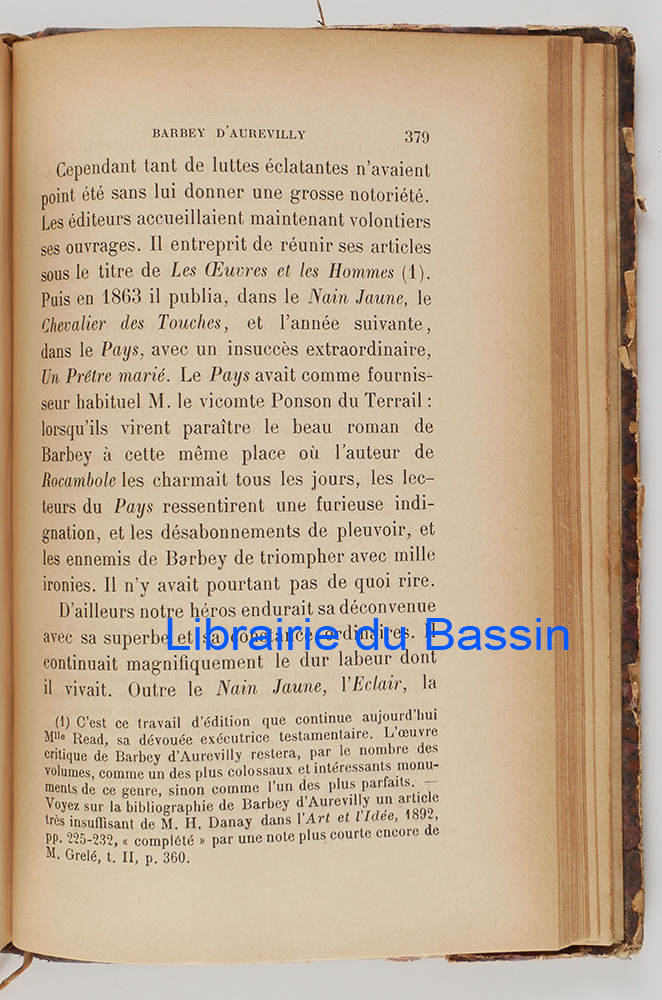 BARBEY D'AUREVILLY 379
Cependant tant de luttes éclatantes n'avaient
point été sans lui donner une grosse notoriété.
Les éditeurs accueillaient maintenant volontiers
ses ouvrages. Il entreprit de réunir ses articles
sous le titre de Les Œuvres et les Hommes (1).
Puis en 1863 il publia, dans le Nain Jaune, le
Chevalier des Touches, et l'année suivante,
dans le Pays, avec un insuccès extraordinaire,
Un Prêtre marié. Le Pays avait comme fournis-
seur habituel M. le vicomte Ponson du Terrail :
lorsqu'ils virent paraître le beau roman de
Barbey à cette même place où l'auteur de
Rocambole les charmait tous les jours, les lec-
teurs du Pays ressentirent une furieuse indi-
gnation, et les désabonnements de pleuvoir, et
les ennemis de Barbey de triompher avec mille
ironies. Il n'y avait pourtant pas de quoi rire.
D'ailleurs notre héros endurait sa déconvenue
avec sa superbe et sa constance ordinaires. Il
Librairie du Bassin
continuait magnifiquement le dur labeur dont
il vivait. Outre le Nain Jaune, l'Eclair, la
(1) C'est ce travail d'édition que continue aujourd'hui
Mlle Read, sa dévouée exécutrice testamentaire. L'œuvre
critique de Barbey d'Aurevilly restera, par le nombre des
volumes, comme un des plus colossaux et intéressants monu-
ments de ce genre, sinon comme l'un des plus parfaits. —
Voyez sur la bibliographie de Barbey d'Aurevilly un article
très insuffisant de M. H. Danay dans l'Art et l'Idée, 1892,
pp. 225-232, « complété » par une note plus courte encore de
M. Grelé, t. II, p. 360.